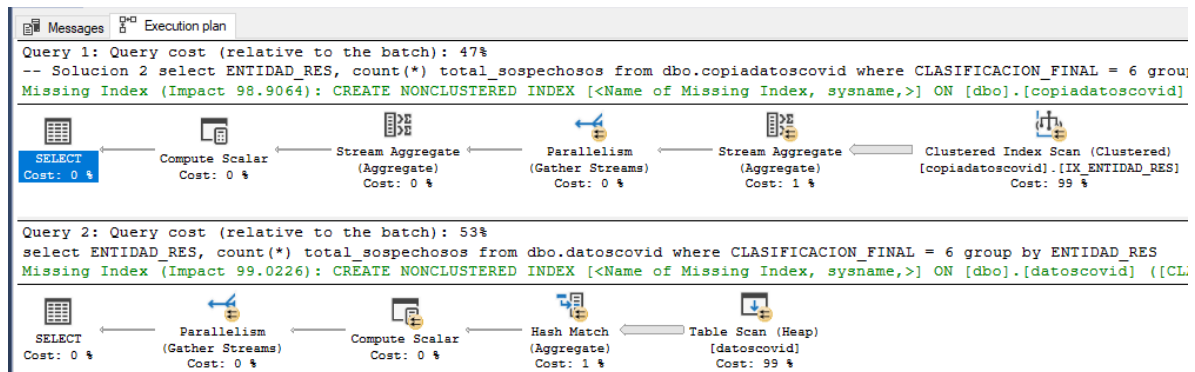 Messages Execution plan
Query 1: Query cost (relative to the batch): 47%
-- Solucion 2 select ENTIDAD_RES, count(*) total_sospechosos from dbo.copiadatoscovid where CLASIFICACION_FINAL = 6 grou
Missing Index (Impact 98.9064): CREATE NONCLUSTERED INDEX [<Name of Missing Index, sysname,>] ON [dbo].[copiadatoscovid]
SELECT
Cost: 0 %
Compute Scalar
Cost: 0 %
Stream Aggregate
(Aggregate)
Cost: 0 %
Parallelism
(Gather Streams)
Cost: 0 %
Stream Aggregate
(Aggregate)
Cost: 1 %
Clustered Index Scan (Clustered)
[copiadatoscovid].[IX_ENTIDAD_RES]
Cost: 99 %
Query 2: Query cost (relative to the batch): 53%
select ENTIDAD_RES, count(*) total_sospechosos from dbo.datoscovid where CLASIFICACION_FINAL = 6 group by ENTIDAD_RES
Missing Index (Impact 99.0226): CREATE NONCLUSTERED INDEX [<Name of Missing Index, sysname,>] ON [dbo].[datoscovid] ([CLA
SELECT
Cost: 0 %
Parallelism
(Gather Streams)
Cost: 0 %
Compute Scalar
Cost: 0 %
Hash Match
(Aggregate)
Cost: 1 %
Table Scan (Heap)
[datoscovid]
Cost: 99 %